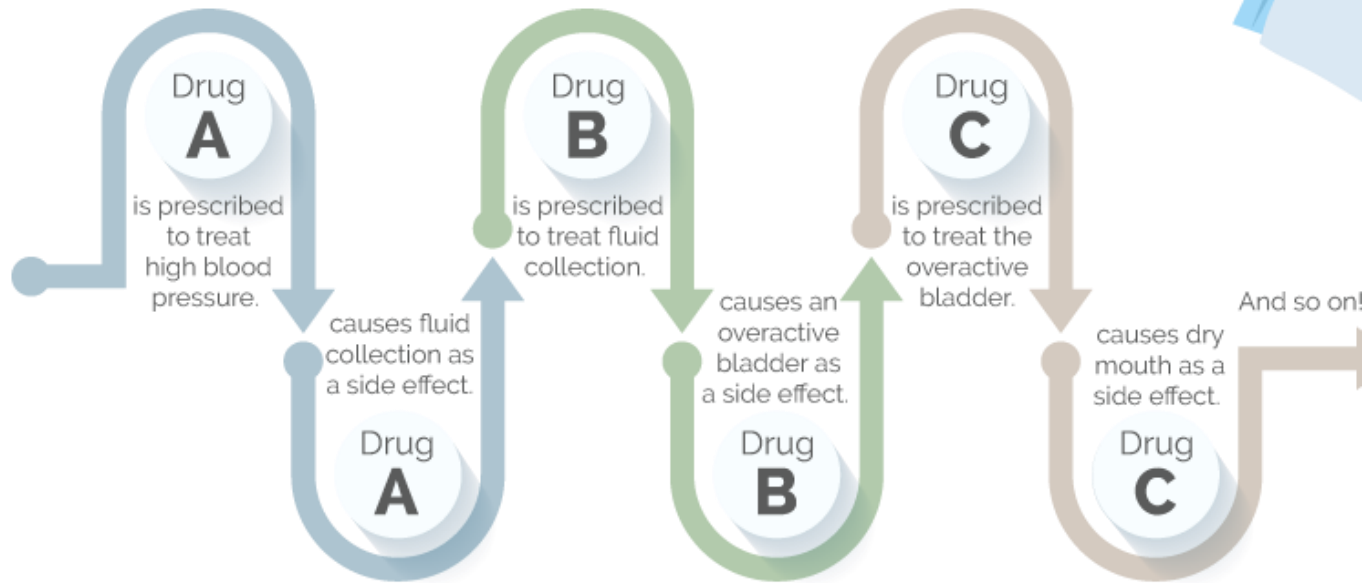 Drug
A
is prescribed
to treat
high blood
pressure.
causes fluid
collection as
a side effect.
Drug
A
Drug
B
is prescribed
to treat fluid
collection.
causes an
overactive
bladder as
a side effect.
Drug
B
Drug
C
is prescribed
to treat the
overactive
bladder.
causes dry
mouth as a
side effect.
Drug
C
And so on!